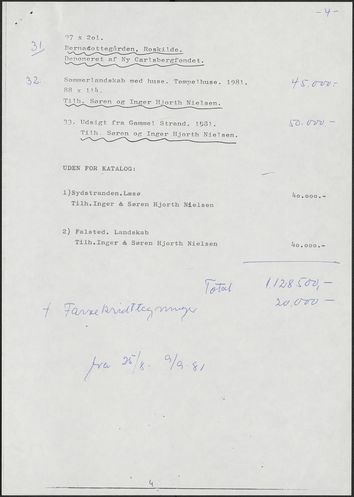 -4-
97 x 201.
31. Bernadottegården, Roskilde.
Deponeret af Ny Carlsbergfondet.
32. Sommerlandskab med huse. Tempelhuse. 1981. 45.000.-
88 x 114.
Tilh. Søren og Inger Hjorth Nielsen.
33. Udsigt fra Gammel Strand. 1981. 50.000.-
Tilh. Søren og Inger Hjorth Nielsen.
UDEN FOR KATALOG:
1)Sydstranden.Læsø 40.000.-
Tilh.Inger & Søren Hjorth Nielsen
2) Falsted. Landskab
Tilh.Inger & Søren Hjorth Nielsen 40.000.-
Total 1128500,-
+ Farvekridttegninger 20.000-
fra 25/8. 9/9.81
4